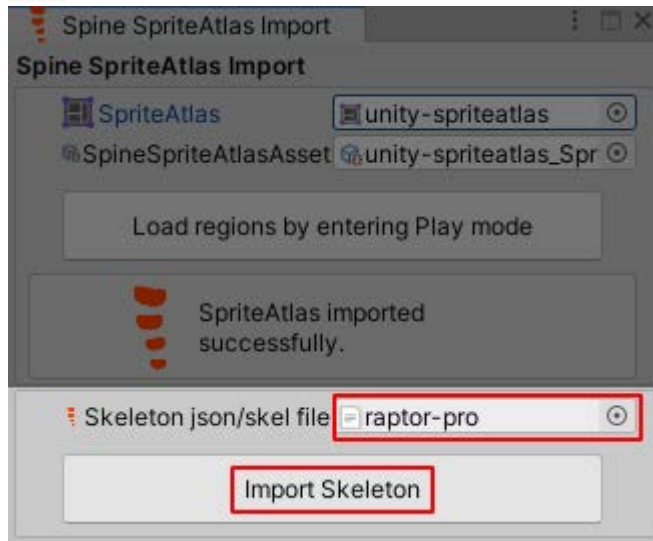 Spine SpriteAtlas Import
Spine SpriteAtlas Import
SpriteAtlas unity-spriteatlas
SpineSpriteAtlasAsset unity-spriteatlas_Spr
Load regions by entering Play mode
SpriteAtlas imported
successfully.
Skeleton json/skel file raptor-pro
Import Skeleton